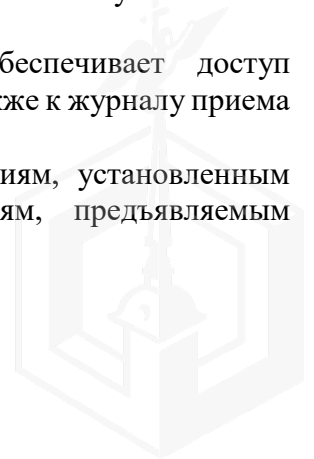 беспечивает доступ
кже к журналу приема
иям, установленным
ям, предъявляемым